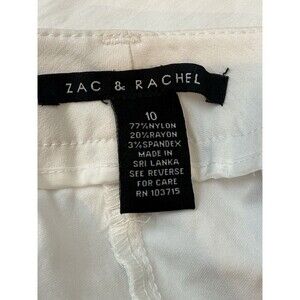 ZAC & RACHEL
10
77%NYLON
20%RAYON
3%SPANDEX
MADE IN
SRI LANKA
SEE REVERSE
FOR CARE
RN 103715